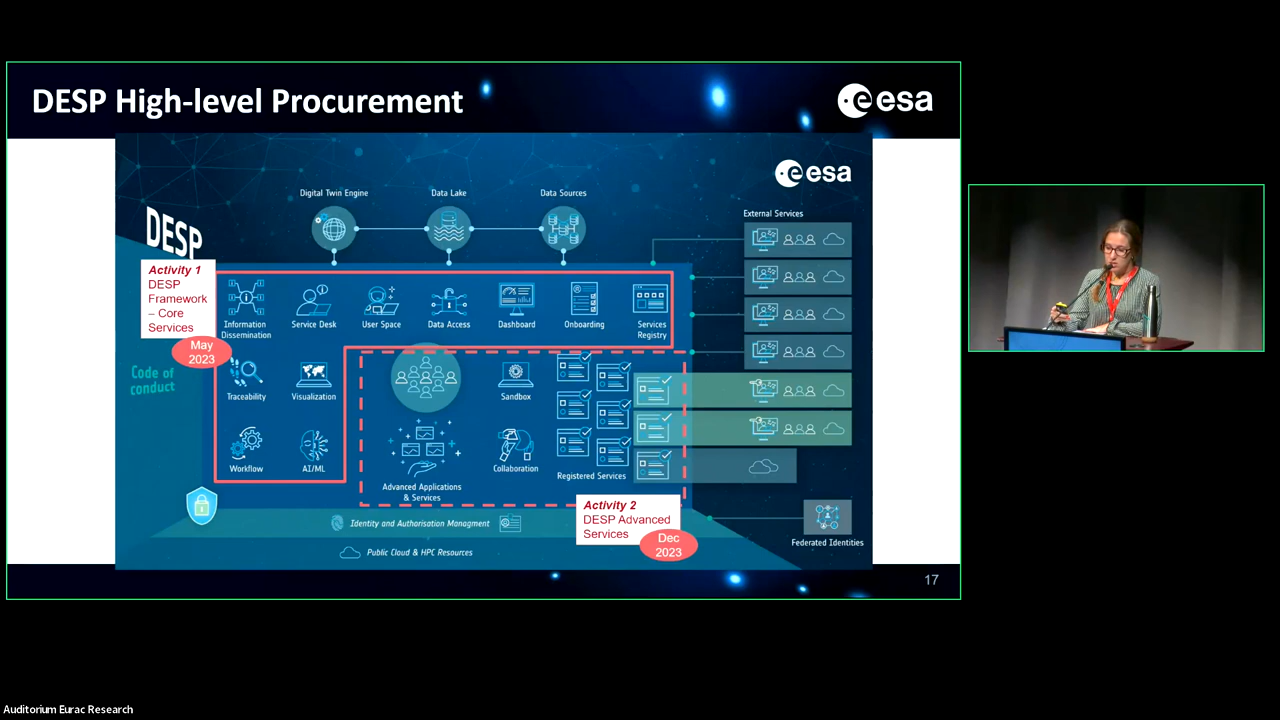 DESP High-level Procurement
esa
esa
Digital Twin Engine
Data Lake
Data Sources
External Services
DESP
Activity 1
DESP
Framework
– Core
Services
May
2023
Information
Dissemination
Service Desk
User Space
Data Access
Dashboard
Onboarding
Services
Registry
Code of
conduct
Traceability
Visualization
Sandbox
Workflow
AI/ML
Advanced Applications
& Services
Collaboration
Registered Services
Activity 2
DESP Advanced
Services
Dec
2023
Identity and Authorisation Managment
Public Cloud & HPC Resources
Federated Identities
17
Auditorium Eurac Research